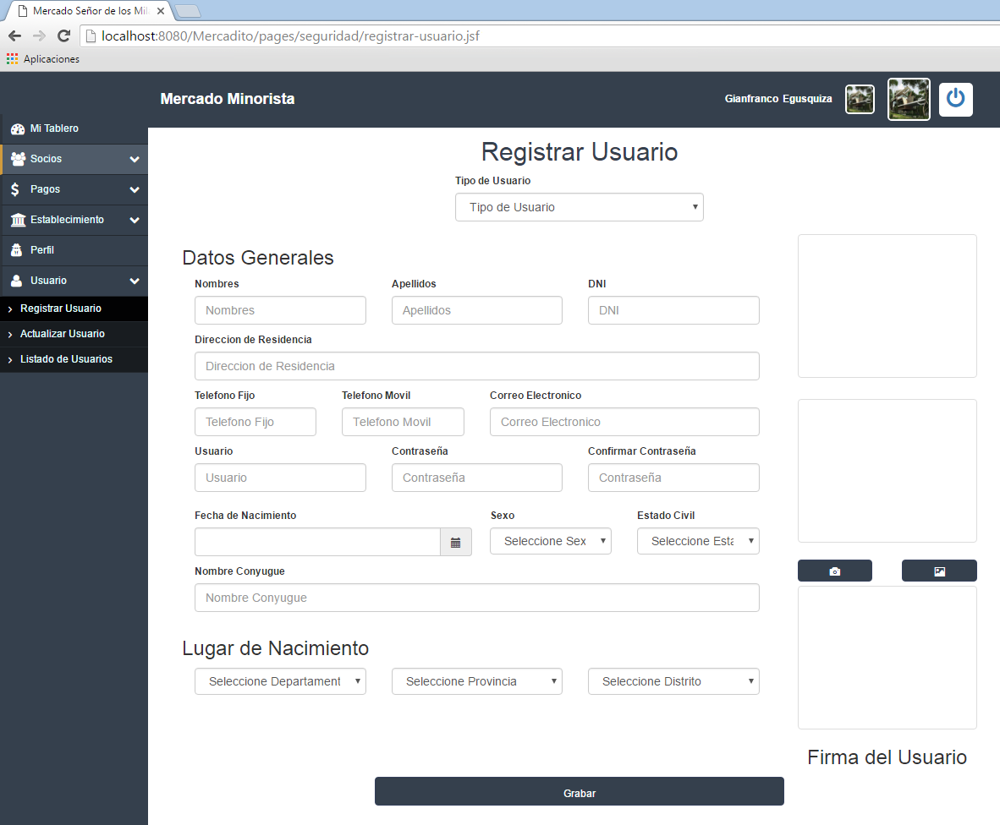 Mercado Señor de los Mil
localhost:8080/Mercadito/pages/seguridad/registrar-usuario.jsf
Aplicaciones
Mercado Minorista
Gianfranco Egusquiza
Mi Tablero
Socios
Pagos
Establecimiento
Perfil
Usuario
Registrar Usuario
Actualizar Usuario
Listado de Usuarios
Registrar Usuario
Tipo de Usuario
Tipo de Usuario
Datos Generales
Nombres Apellidos DNI
Nombres Apellidos DNI
Direccion de Residencia
Direccion de Residencia
Telefono Fijo Telefono Movil Correo Electronico
Telefono Fijo Telefono Movil Correo Electronico
Usuario Contraseña Confirmar Contraseña
Usuario Contraseña Contraseña
Fecha de Nacimiento Sexo Estado Civil
Seleccione Sex Seleccione Esta
Nombre Conyugue
Nombre Conyugue
Lugar de Nacimiento
Seleccione Departament Seleccione Provincia Seleccione Distrito
Firma del Usuario
Grabar